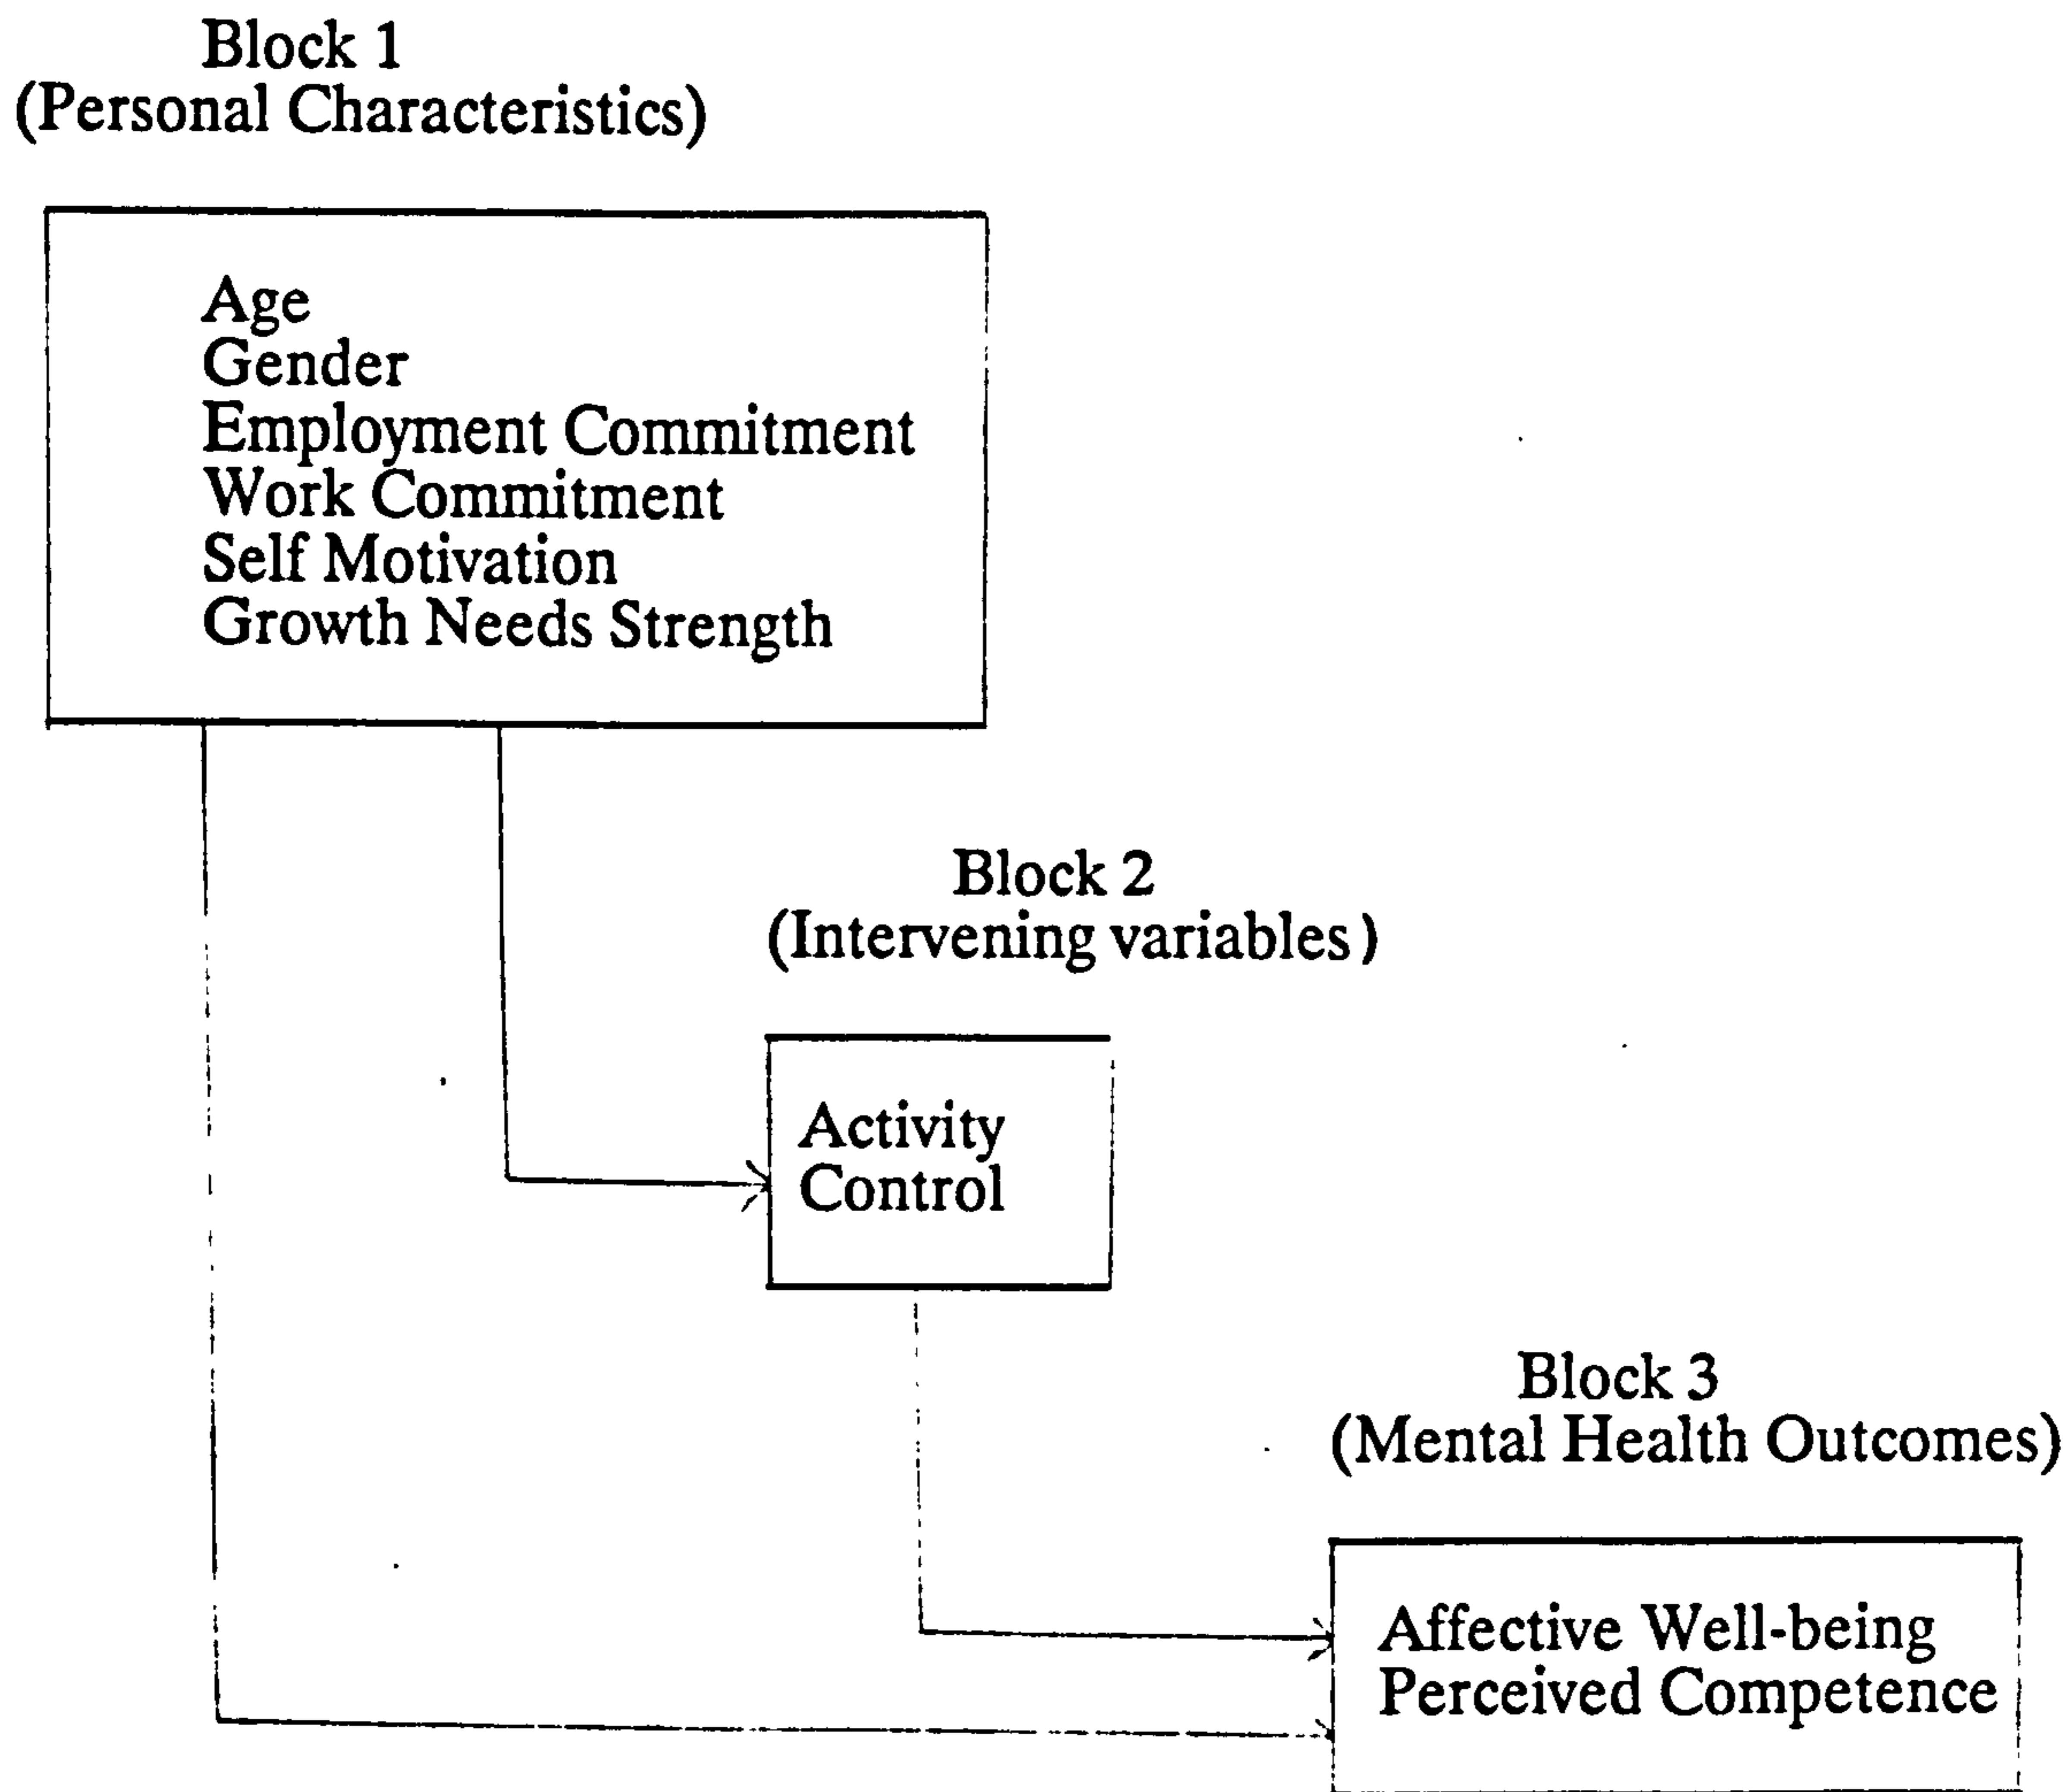 Block 1
(Personal Characteristics)
Age
Gender
Employment Commitment
Work Commitment
Self Motivation
Growth Needs Strength
Block 2
(Intervening variables)
Activity
Control
Block 3
(Mental Health Outcomes)
Affective Well-being
Perceived Competence